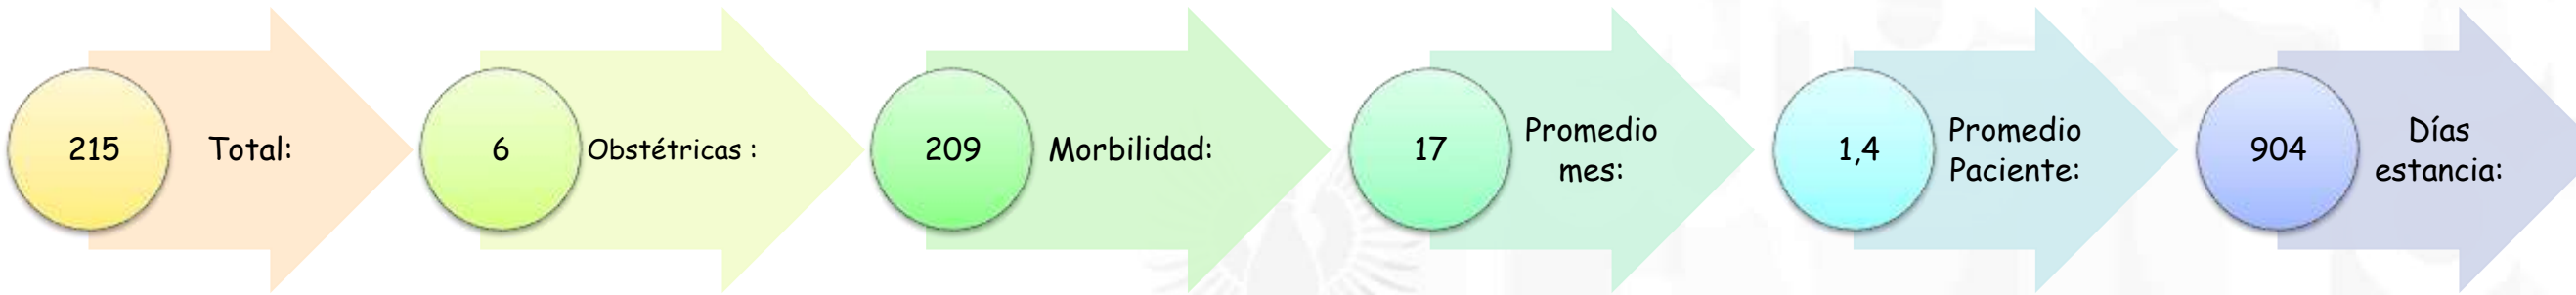 215
Total:
6
Obstétricas :
209
Morbilidad:
17
Promedio
mes:
1,4
Promedio
Paciente:
904
Días
estancia: